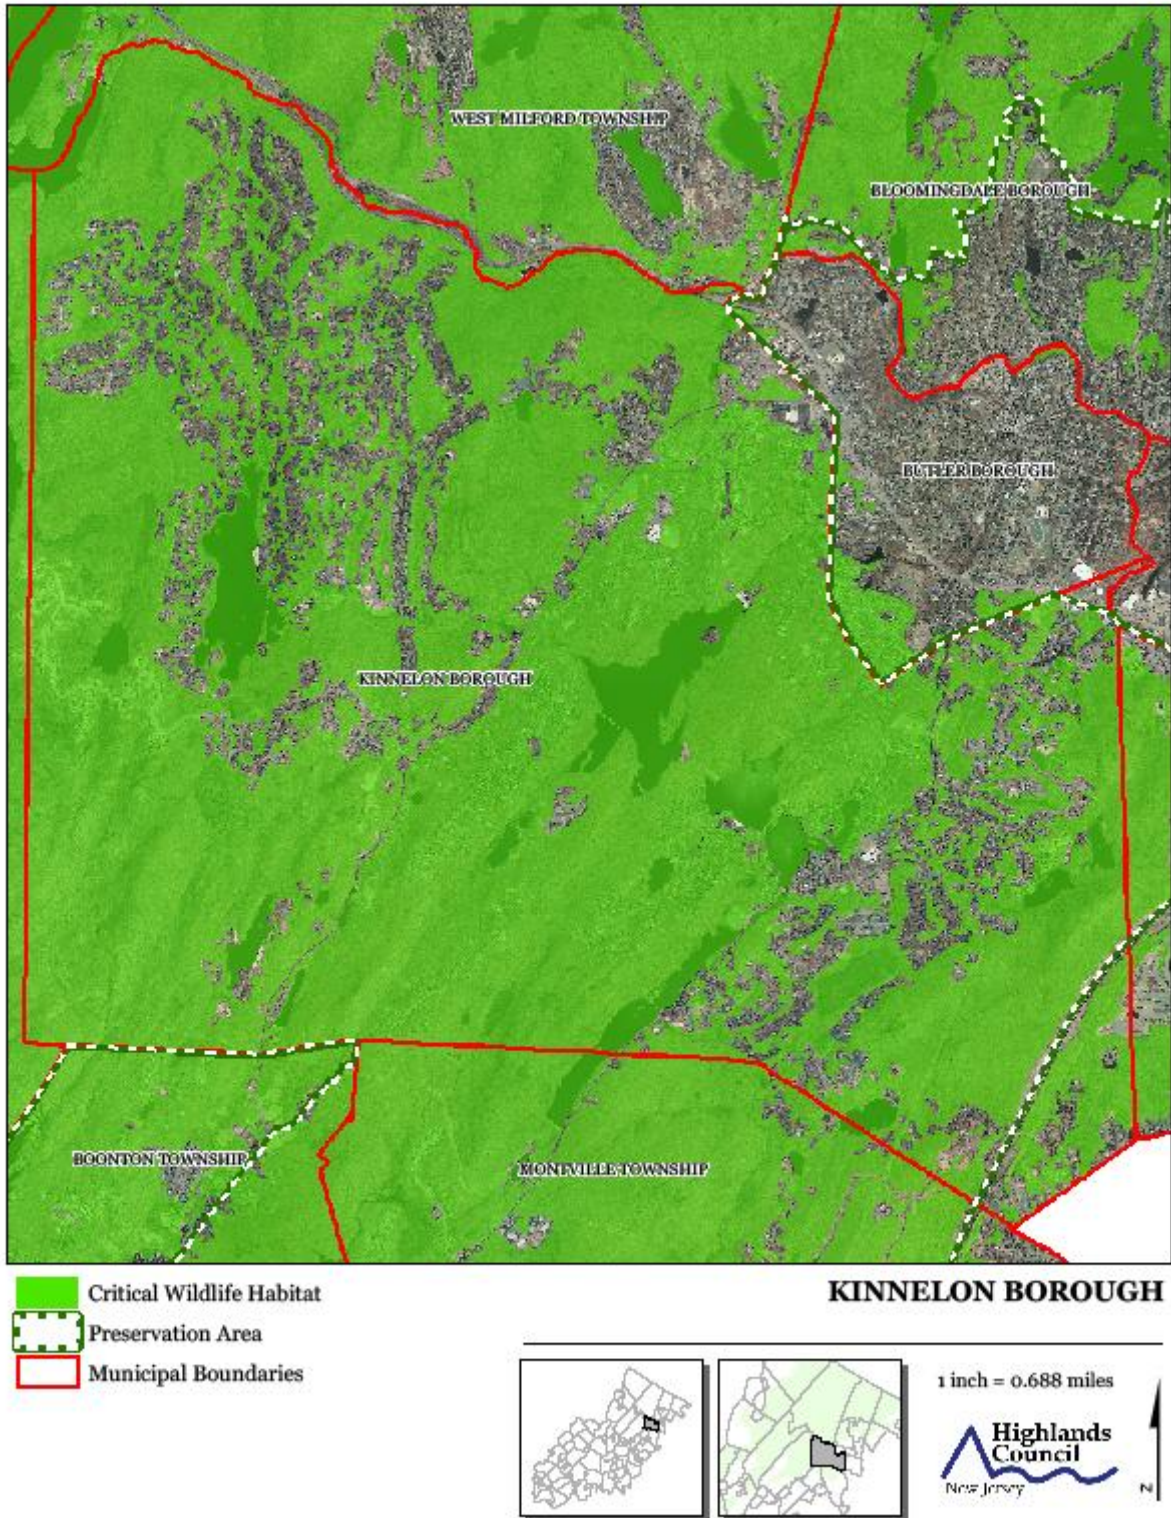 WEST MILFORD TOWNSHIP
BLOOMINGDALE BOROUGH
BUTLER BOROUGH
KINNELON BOROUGH
BOONTON TOWNSHIP
MONTVILLE TOWNSHIP
Critical Wildlife Habitat
Preservation Area
Municipal Boundaries
KINNELON BOROUGH
1 inch = 0.688 miles
Highlands
Council
New Jersey
N